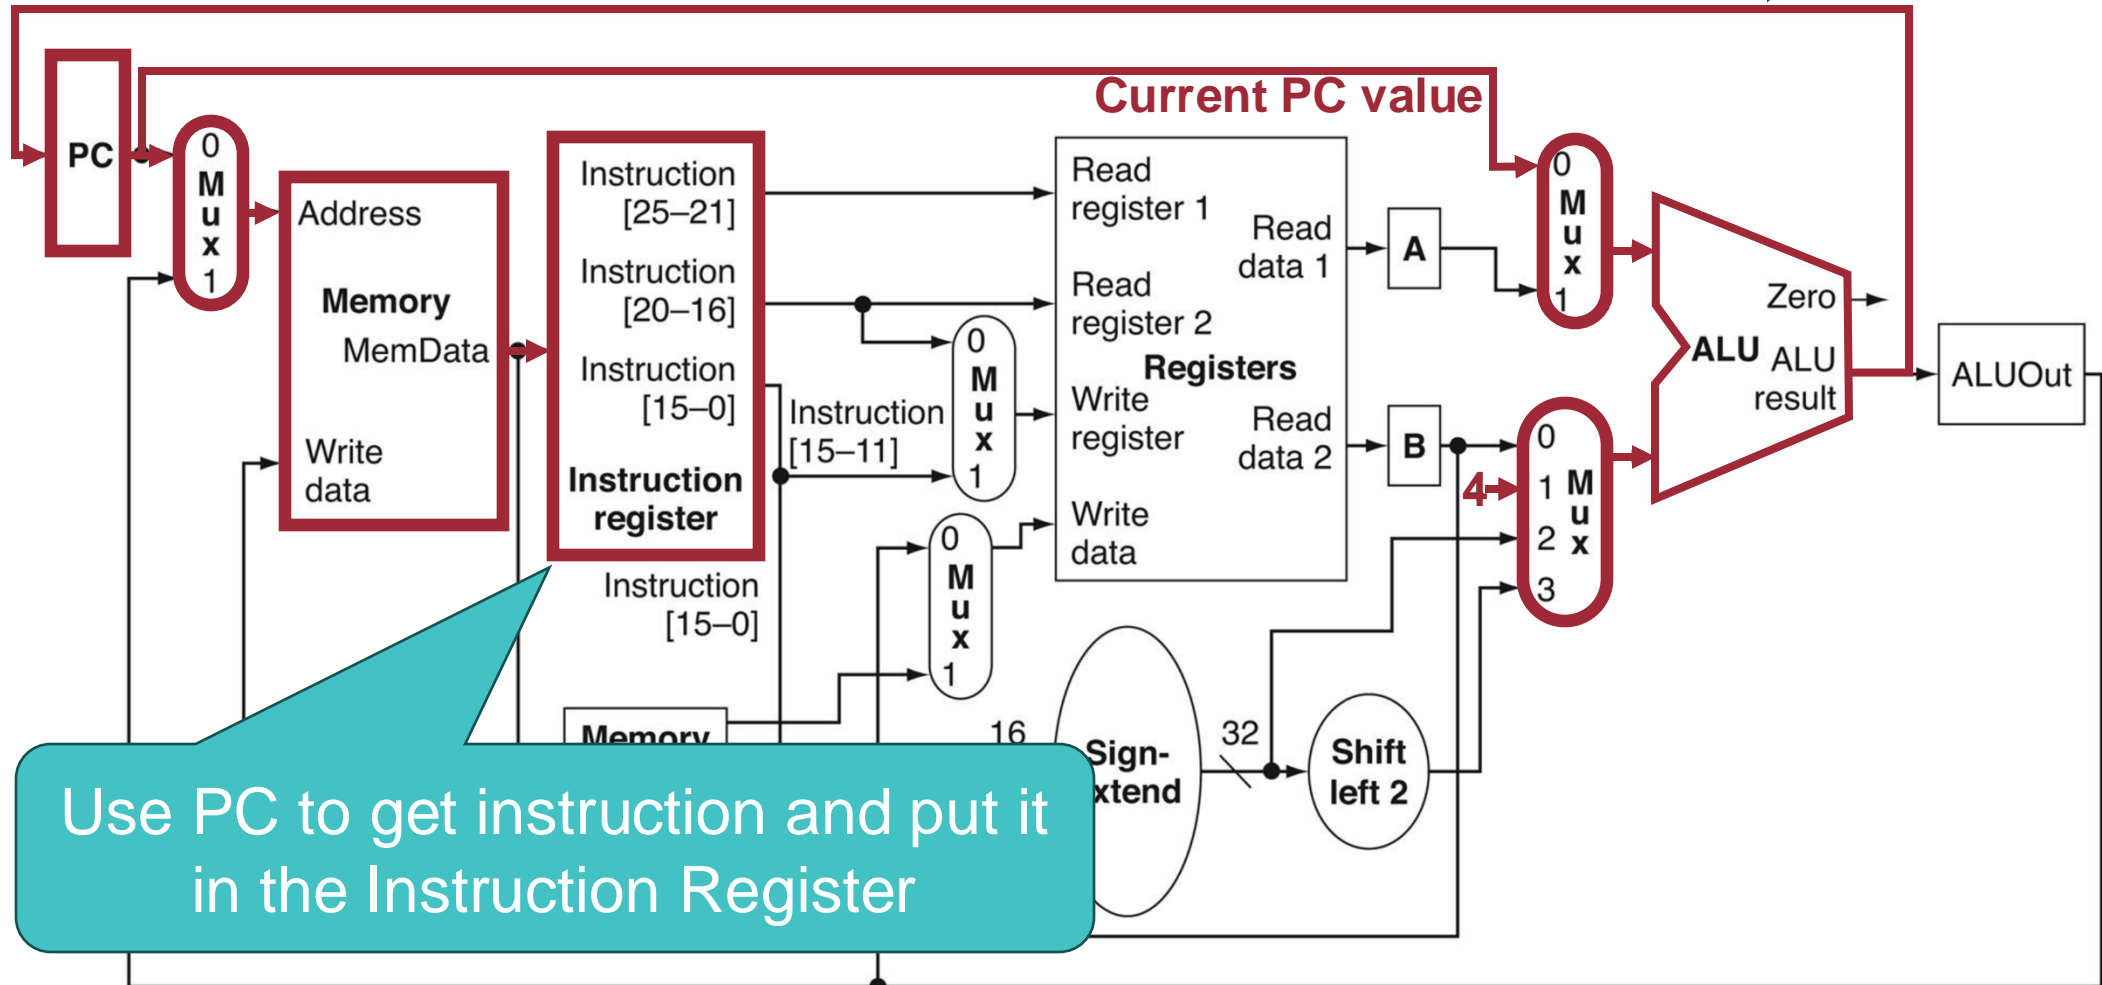 Current PC value
PC
0
M
u
x
1
Address
Memory
MemData
Write
data
Instruction
[25–21]
Instruction
[20–16]
Instruction
[15–0]
Instruction
register
Instruction
[15–0]
Instruction
[15–11]
0
M
u
x
1
0
M
u
x
1
Memory
Read
register 1
Read
register 2
Registers
Write
register
Write
data
Read
data 1
Read
data 2
A
B
4
0
M
u
x
1
0
1
2
3
M
u
x
Zero
ALU
ALU
result
ALUOut
16
Sign-
xtend
32
Shift
left 2
Use PC to get instruction and put it
in the Instruction Register